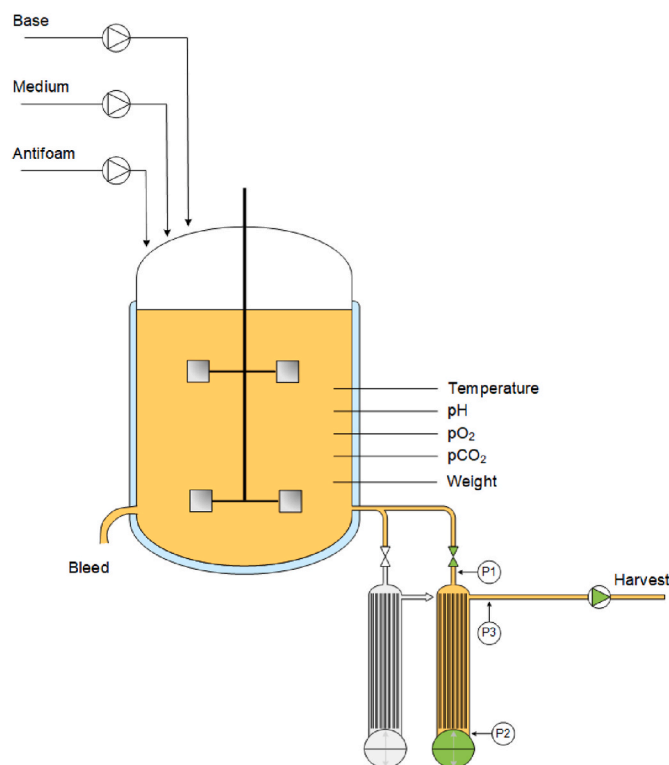 Base
Medium
Antifoam
Temperature
pH
pO₂
pCO₂
Weight
Bleed
P1
Harvest
P3
P2